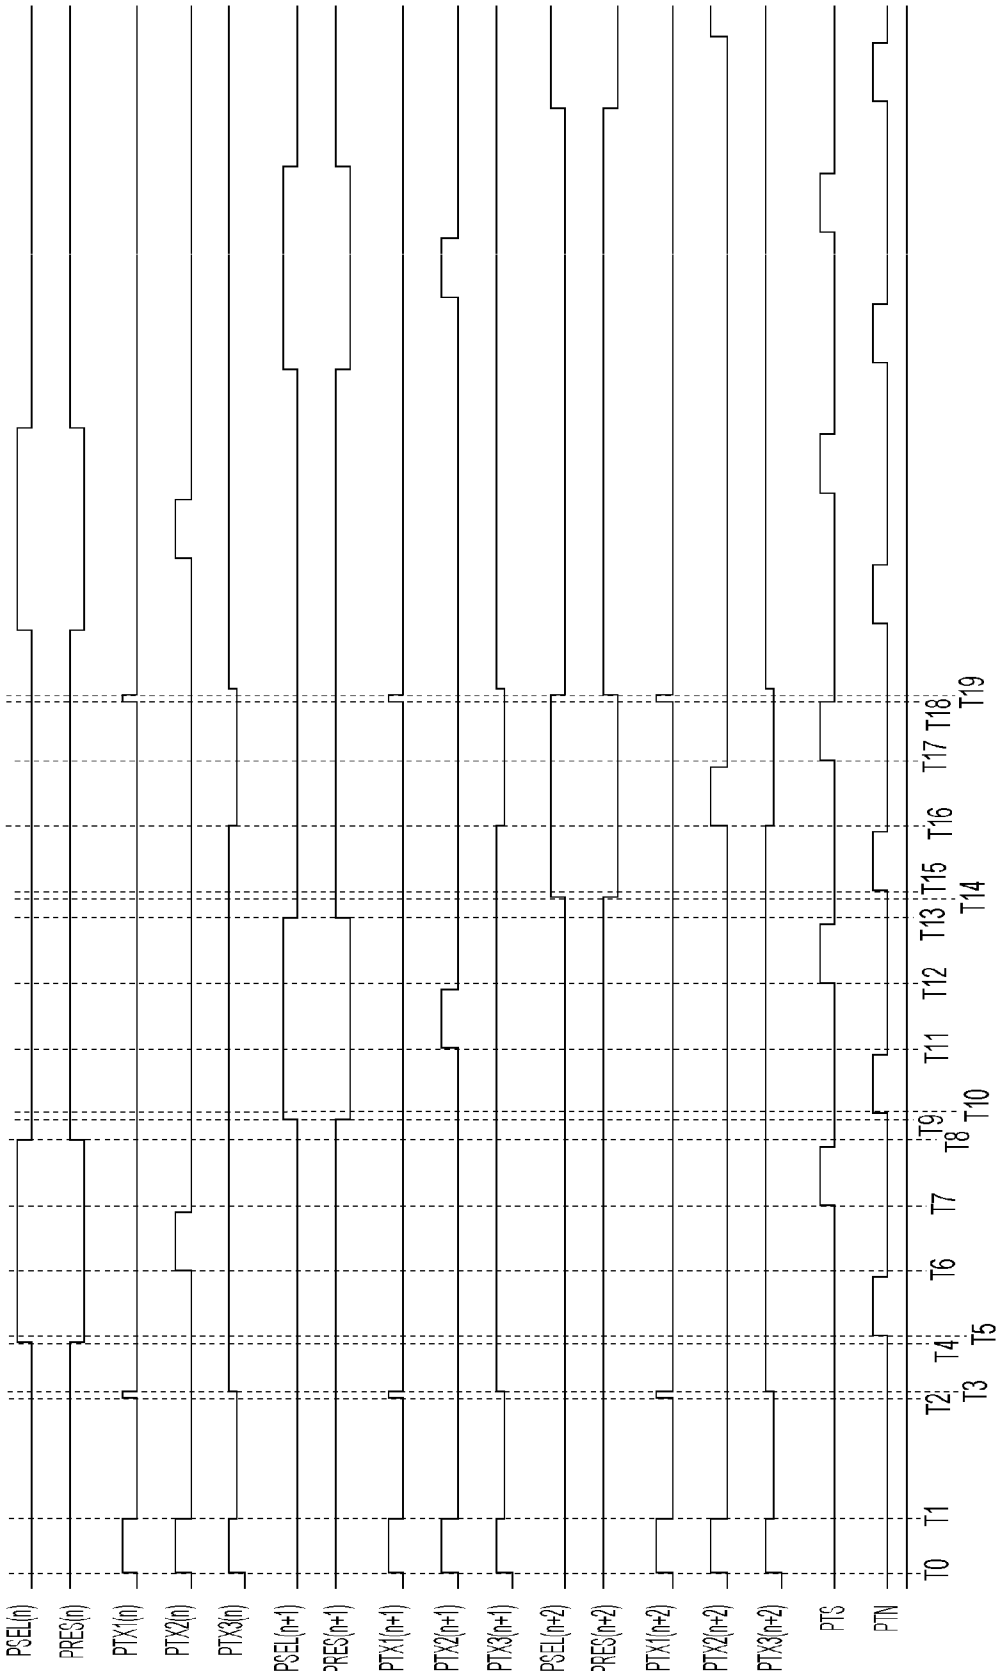 PSEL(n)
PRES(n)
PTX1(n)
PTX2(n)
PTX3(n)
PSEL(n+1)
PRES(n+1)
PTX1(n+1)
PTX2(n+1)
PTX3(n+1)
PSEL(n+2)
PRES(n+2)
PTX1(n+2)
PTX2(n+2)
PTX3(n+2)
PTS
PTN
T0
T1
T2
T3
T4
T5
T6
T7
T8
T9
T10
T11
T12
T13
T14
T15
T16
T17
T18
T19